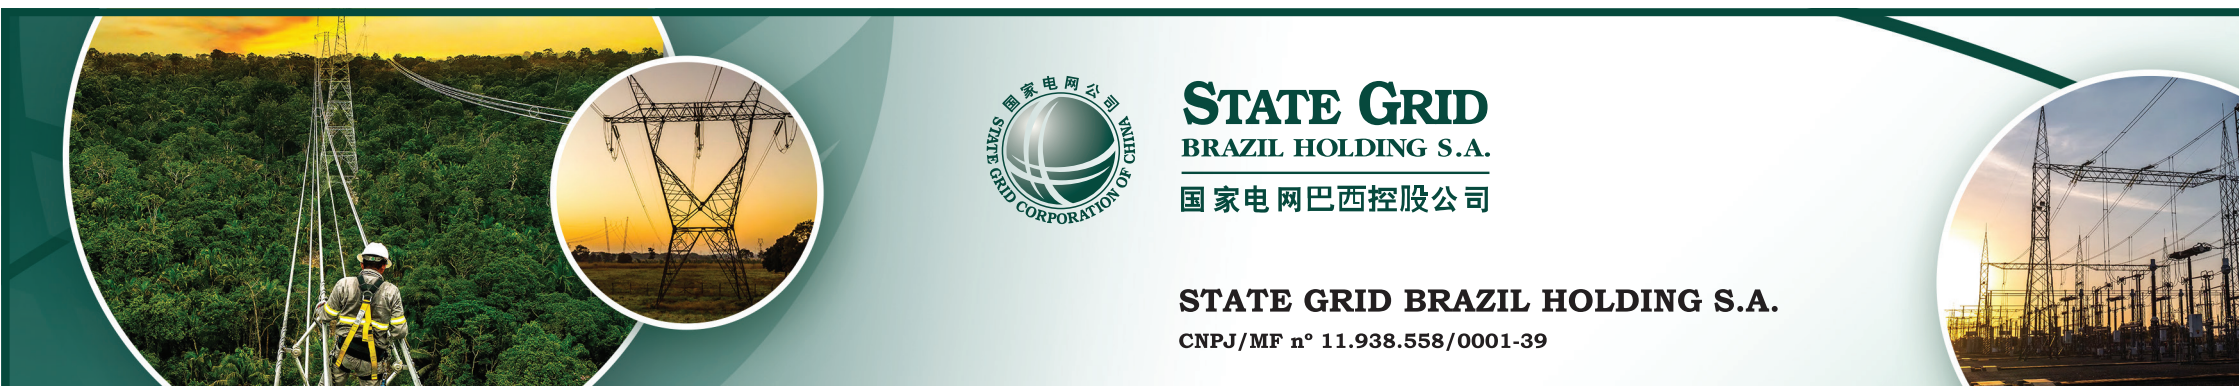 国家电网公司
STATE GRID CORPORATION OF CHINA
STATE GRID
BRAZIL HOLDING S.A.
国家电网巴西控股公司
STATE GRID BRAZIL HOLDING S.A.
CNPJ/MF nº 11.938.558/0001-39